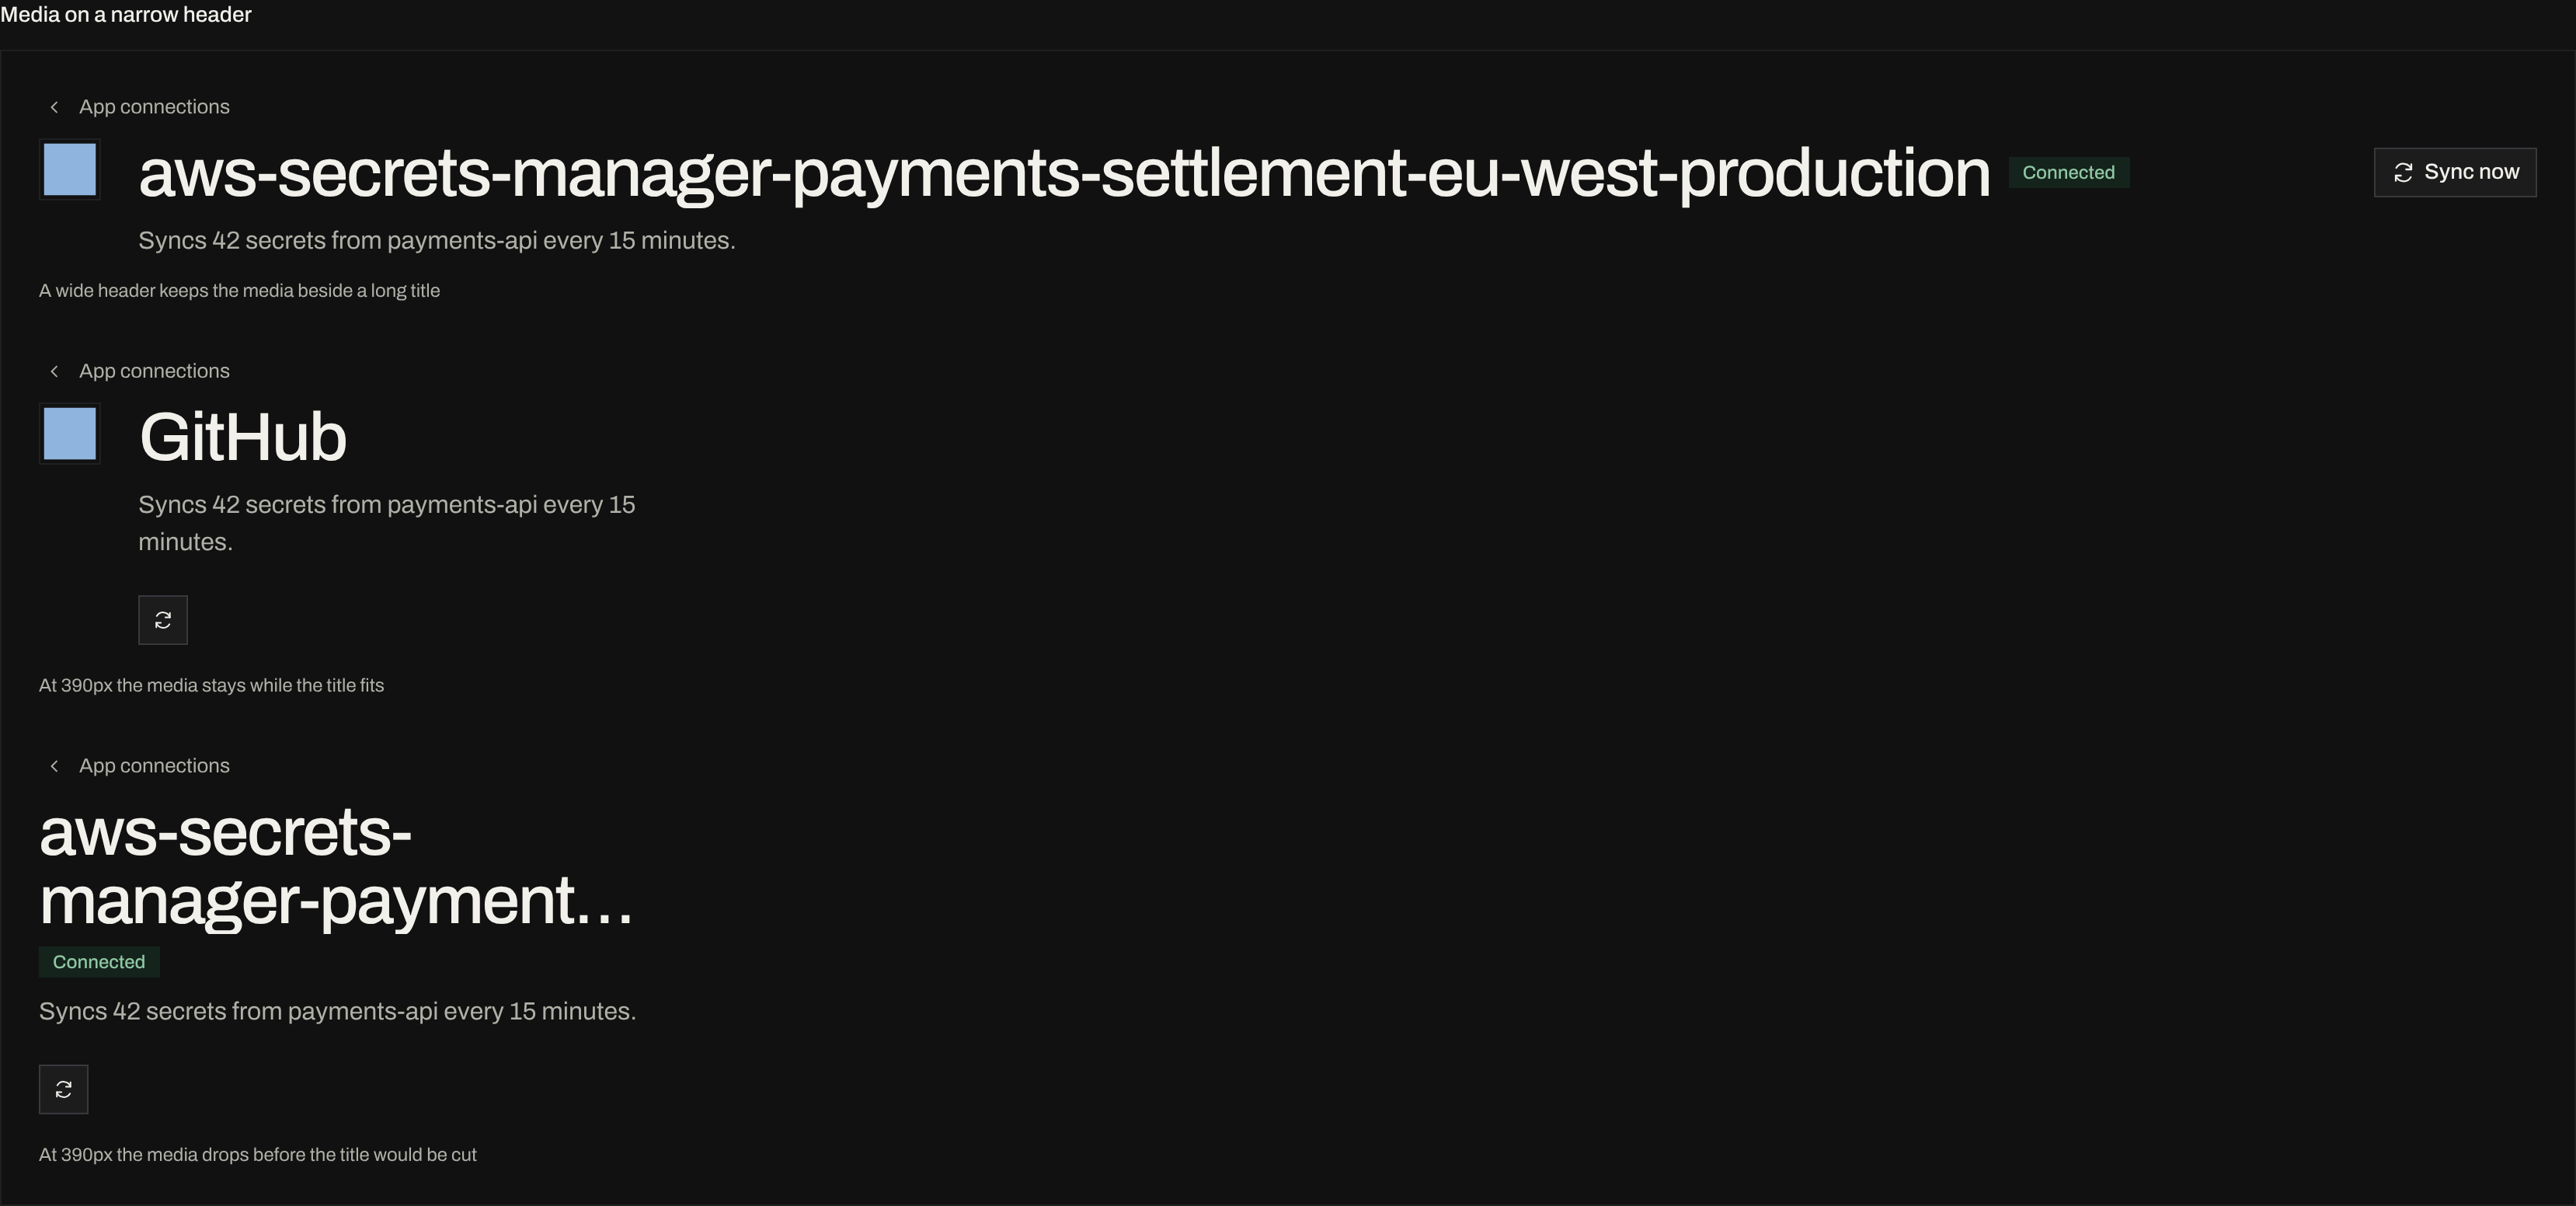 Media on a narrow header
App connections
aws-secrets-manager-payments-settlement-eu-west-production Connected Sync now
Syncs 42 secrets from payments-api every 15 minutes.
A wide header keeps the media beside a long title
App connections
GitHub
Syncs 42 secrets from payments-api every 15
minutes.
At 390px the media stays while the title fits
App connections
aws-secrets-
manager-payment…
Connected
Syncs 42 secrets from payments-api every 15 minutes.
At 390px the media drops before the title would be cut